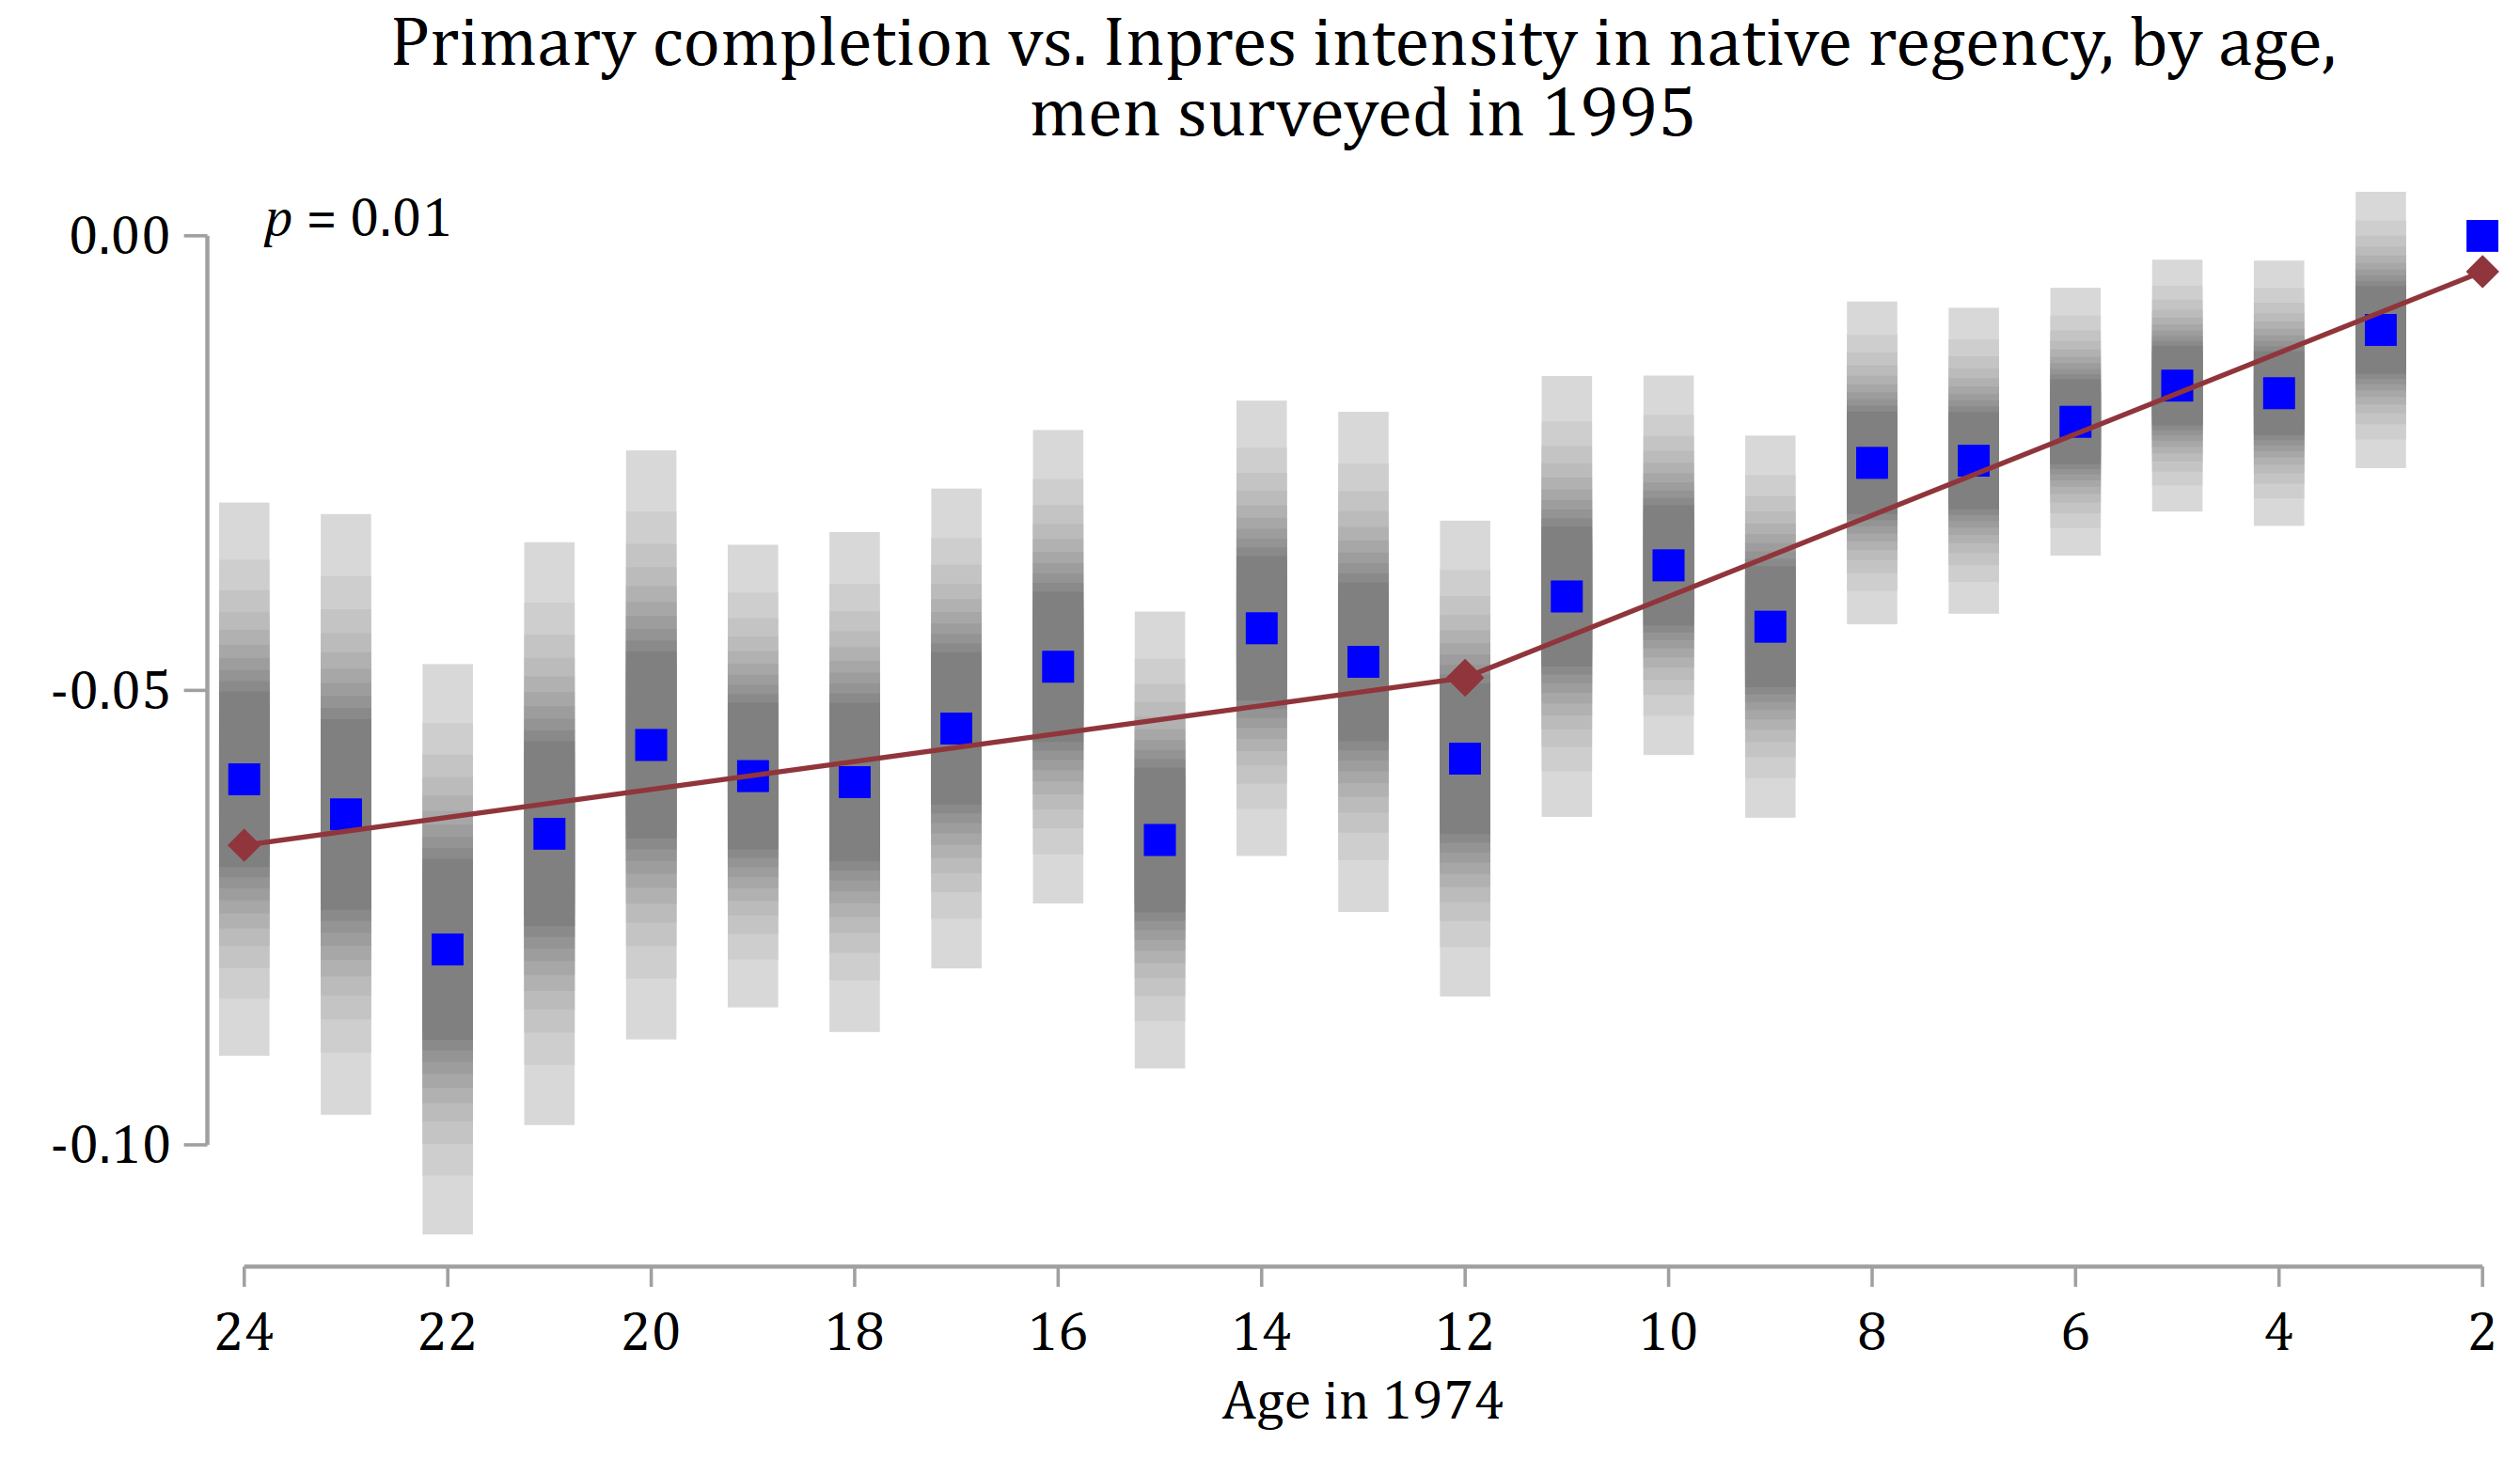 Primary completion vs. Inpres intensity in native regency, by age,
men surveyed in 1995
p = 0.01
0.00
-0.05
-0.10
24 22 20 18 16 14 12 10 8 6 4 2
Age in 1974